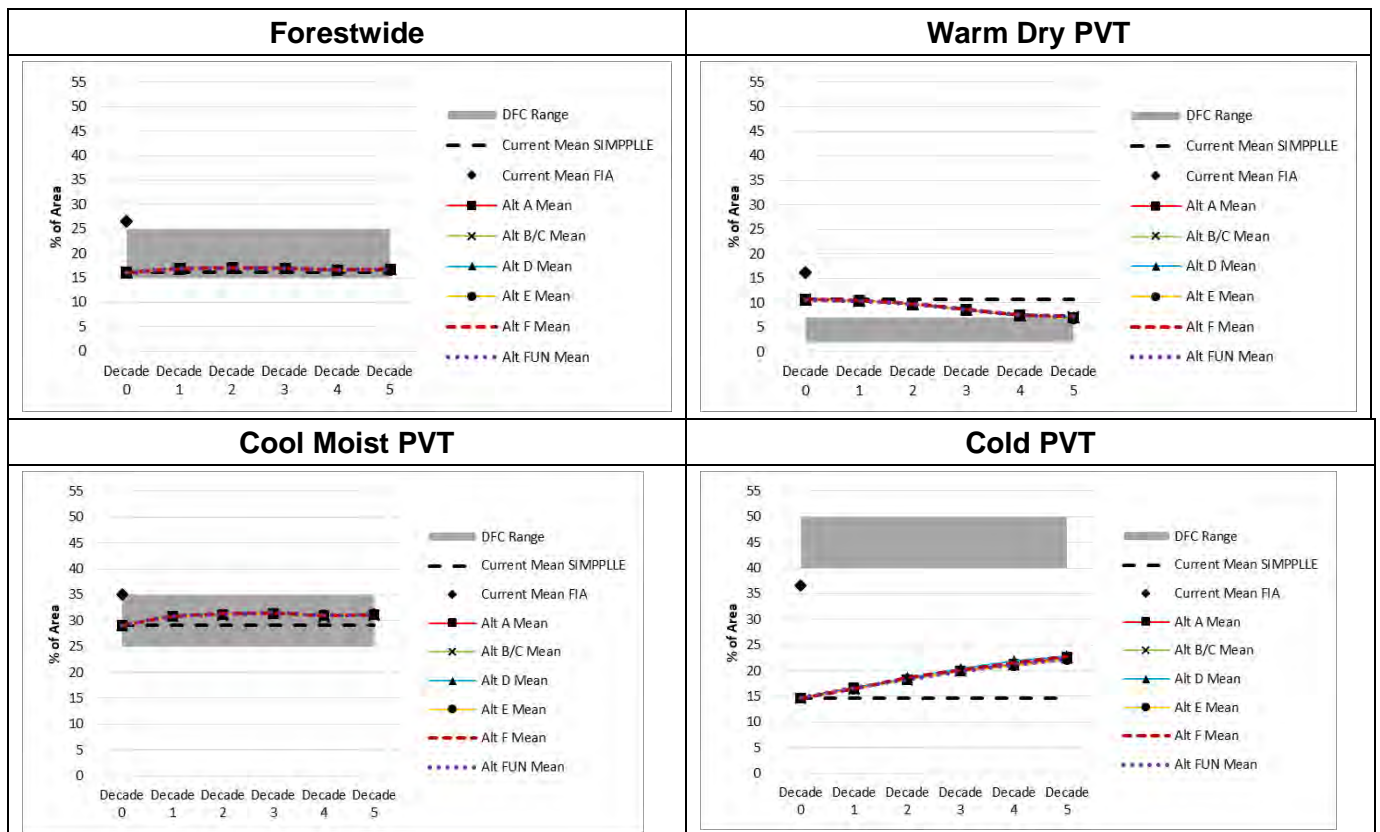 Forestwide
55
50
45
40
35
30
25
20
15
10
5
0
% of Area
Decade Decade Decade Decade Decade Decade
0 1 2 3 4 5
DFC Range
Current Mean SIMPPLLE
Current Mean FIA
Alt A Mean
Alt B/C Mean
Alt D Mean
Alt E Mean
Alt F Mean
Alt FUN Mean
Warm Dry PVT
55
50
45
40
35
30
25
20
15
10
5
0
% of Area
Decade Decade Decade Decade Decade Decade
0 1 2 3 4 5
DFC Range
Current Mean SIMPPLLE
Current Mean FIA
Alt A Mean
Alt B/C Mean
Alt D Mean
Alt E Mean
Alt F Mean
Alt FUN Mean
Cool Moist PVT
55
50
45
40
35
30
25
20
15
10
5
0
% of Area
Decade Decade Decade Decade Decade Decade
0 1 2 3 4 5
DFC Range
Current Mean SIMPPLLE
Current Mean FIA
Alt A Mean
Alt B/C Mean
Alt D Mean
Alt E Mean
Alt F Mean
Alt FUN Mean
Cold PVT
55
50
45
40
35
30
25
20
15
10
5
0
% of Area
Decade Decade Decade Decade Decade Decade
0 1 2 3 4 5
DFC Range
Current Mean SIMPPLLE
Current Mean FIA
Alt A Mean
Alt B/C Mean
Alt D Mean
Alt E Mean
Alt F Mean
Alt FUN Mean